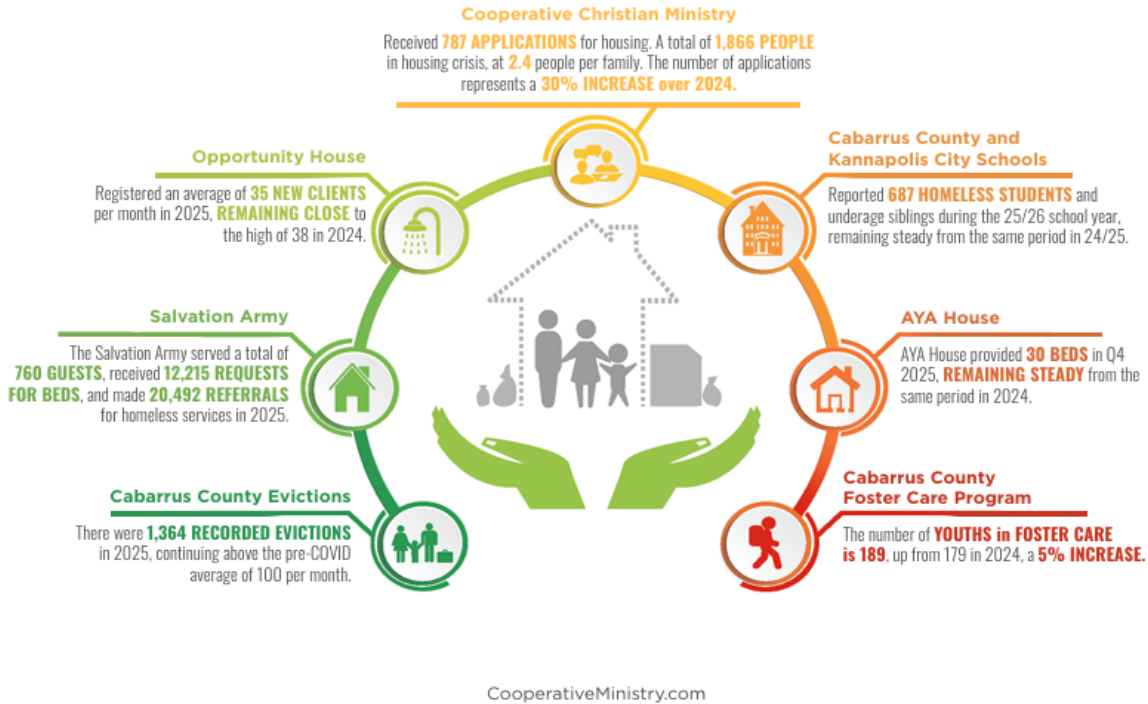 Cooperative Christian Ministry
Received 787 APPLICATIONS for housing. A total of 1,866 PEOPLE
in housing crisis, at 2.4 people per family. The number of applications
represents a 30% INCREASE over 2024.
Opportunity House
Registered an average of 35 NEW CLIENTS
per month in 2025, REMAINING CLOSE to
the high of 38 in 2024.
Cabarrus County and
Kannapolis City Schools
Reported 687 HOMELESS STUDENTS and
underage siblings during the 25/26 school year,
remaining steady from the same period in 24/25.
Salvation Army
The Salvation Army served a total of
760 GUESTS, received 12,215 REQUESTS
FOR BEDS, and made 20,492 REFERRALS
for homeless services in 2025.
AYA House
AYA House provided 30 BEDS in Q4
2025, REMAINING STEADY from the
same period in 2024.
Cabarrus County Evictions
There were 1,364 RECORDED EVICTIONS
in 2025, continuing above the pre-COVID
average of 100 per month.
Cabarrus County
Foster Care Program
The number of YOUTHS in FOSTER CARE
is 189, up from 179 in 2024, a 5% INCREASE.
CooperativeMinistry.com